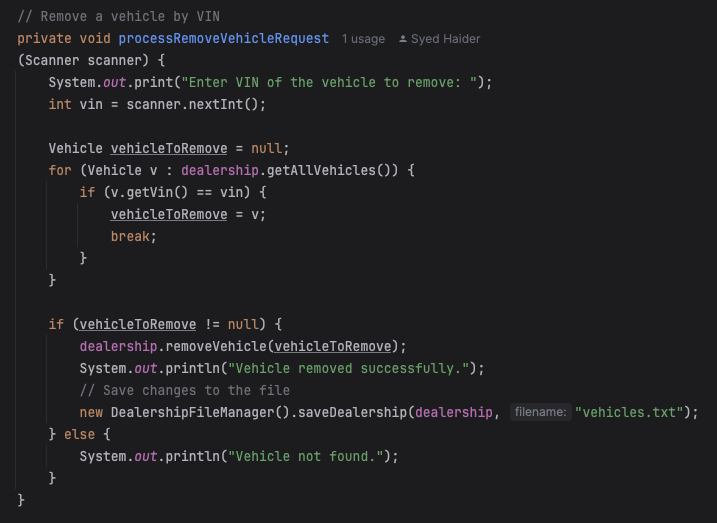 // Remove a vehicle by VIN
private void processRemoveVehicleRequest 1 usage Syed Haider
(Scanner scanner) {
    System.out.print("Enter VIN of the vehicle to remove: ");
    int vin = scanner.nextInt();

    Vehicle vehicleToRemove = null;
    for (Vehicle v : dealership.getAllVehicles()) {
        if (v.getVin() == vin) {
            vehicleToRemove = v;
            break;
        }
    }

    if (vehicleToRemove != null) {
        dealership.removeVehicle(vehicleToRemove);
        System.out.println("Vehicle removed successfully.");
        // Save changes to the file
        new DealershipFileManager().saveDealership(dealership, filename: "vehicles.txt");
    } else {
        System.out.println("Vehicle not found.");
    }
}